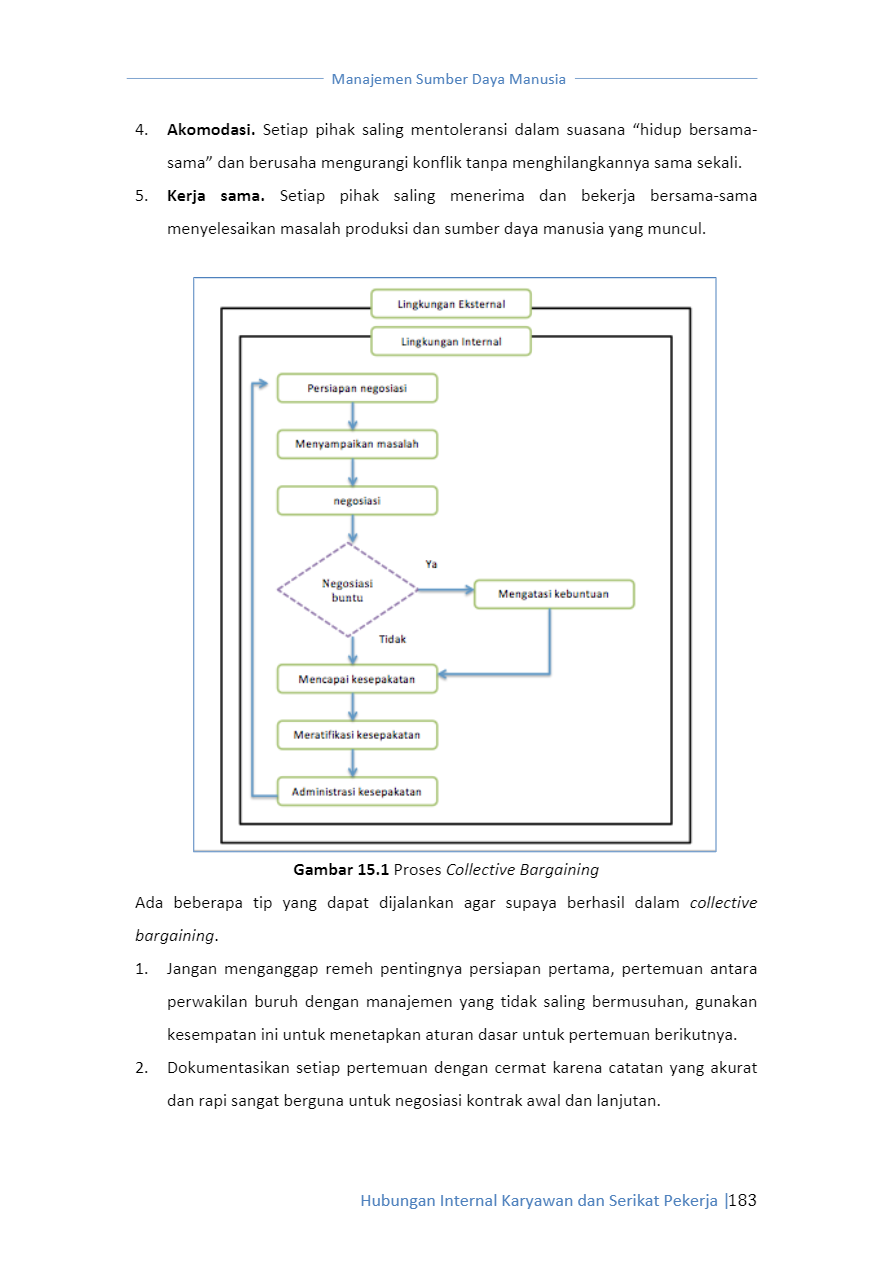 Manajemen Sumber Daya Manusia
4. Akomodasi. Setiap pihak saling mentoleransi dalam suasana “hidup bersama-
sama” dan berusaha mengurangi konflik tanpa menghilangkannya sama sekali.
5. Kerja sama. Setiap pihak saling menerima dan bekerja bersama-sama
menyelesaikan masalah produksi dan sumber daya manusia yang muncul.
Lingkungan Eksternal
Lingkungan Internal
Persiapan negosiasi
Menyampaikan masalah
negosiasi
Ya
Negosiasi
buntu
Mengatasi kebuntuan
Tidak
Mencapai kesepakatan
Meratifikasi kesepakatan
Administrasi kesepakatan
Gambar 15.1 Proses Collective Bargaining
Ada beberapa tip yang dapat dijalankan agar supaya berhasil dalam collective
bargaining.
1. Jangan menganggap remeh pentingnya persiapan pertama, pertemuan antara
perwakilan buruh dengan manajemen yang tidak saling bermusuhan, gunakan
kesempatan ini untuk menetapkan aturan dasar untuk pertemuan berikutnya.
2. Dokumentasikan setiap pertemuan dengan cermat karena catatan yang akurat
dan rapi sangat berguna untuk negosiasi kontrak awal dan lanjutan.
Hubungan Internal Karyawan dan Serikat Pekerja |183